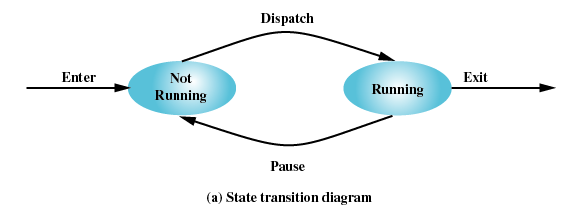 Dispatch
Enter
Not
Running
Running
Exit
Pause
(a) State transition diagram